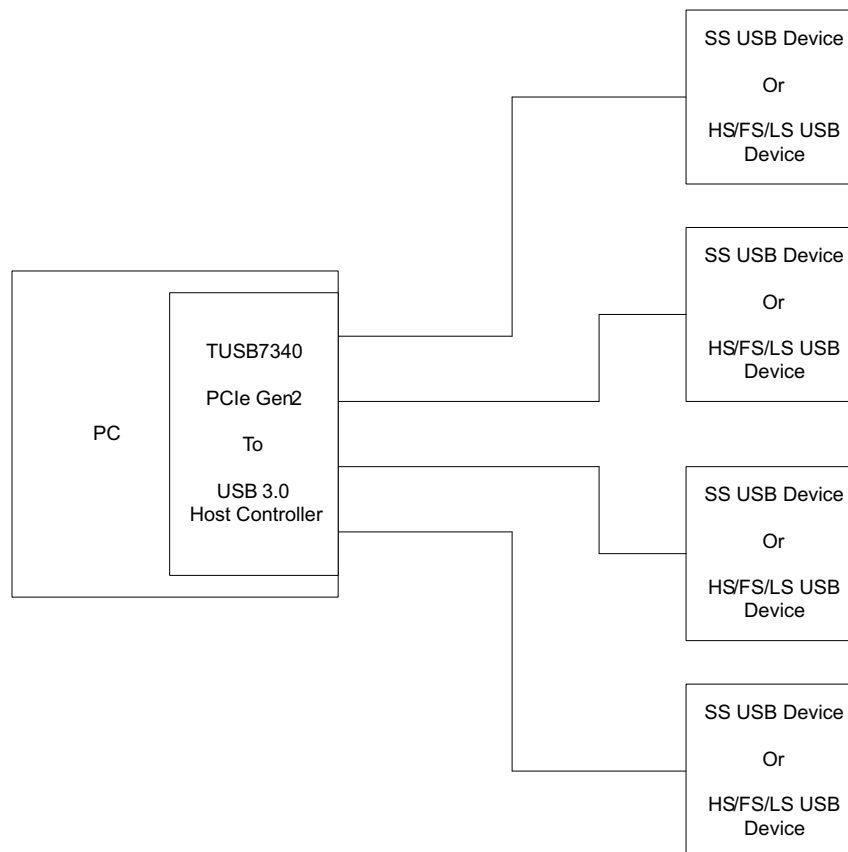 SS USB Device
Or
HS/FS/LS USB
Device
SS USB Device
Or
HS/FS/LS USB
Device
PC
TUSB7340
PCIe Gen2
To
USB 3.0
Host Controller
SS USB Device
Or
HS/FS/LS USB
Device
SS USB Device
Or
HS/FS/LS USB
Device